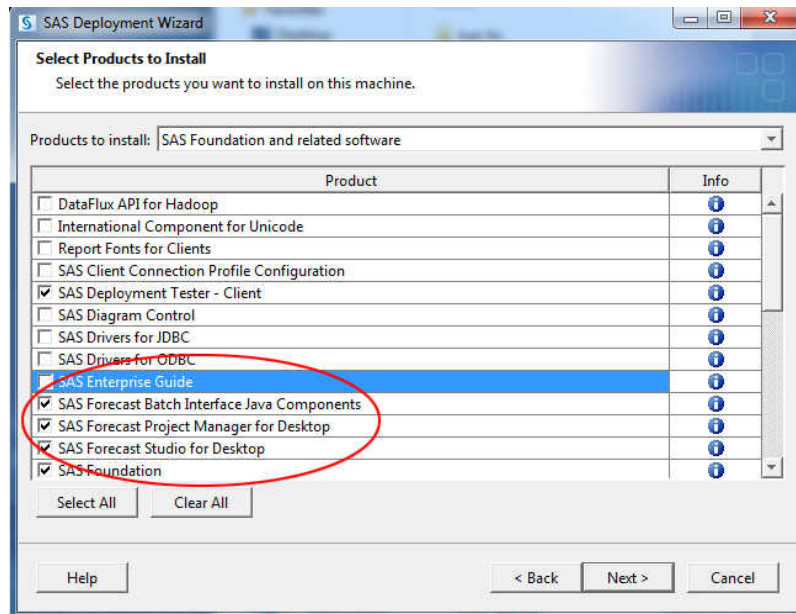 SAS Deployment Wizard
Select Products to Install
Select the products you want to install on this machine.
Products to install: SAS Foundation and related software
Product Info
DataFlux API for Hadoop
International Component for Unicode
Report Fonts for Clients
SAS Client Connection Profile Configuration
SAS Deployment Tester - Client
SAS Diagram Control
SAS Drivers for JDBC
SAS Drivers for ODBC
SAS Enterprise Guide
SAS Forecast Batch Interface Java Components
SAS Forecast Project Manager for Desktop
SAS Forecast Studio for Desktop
SAS Foundation
Select All Clear All
Help < Back Next > Cancel